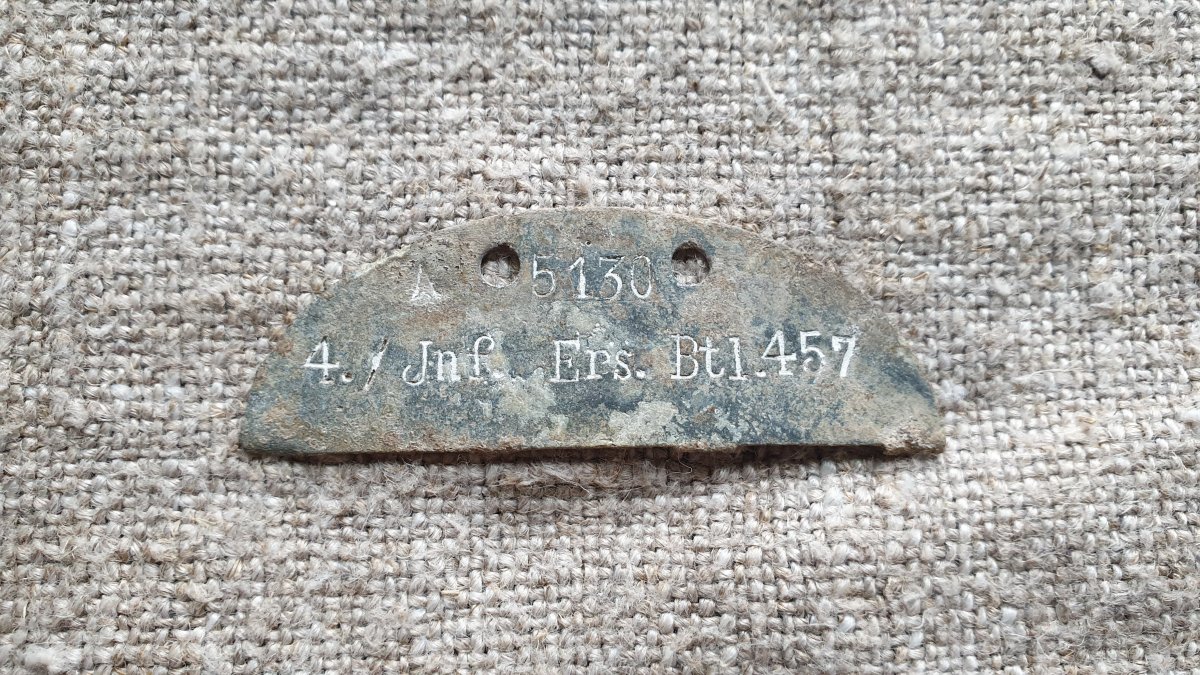 A 5130
4./ Jnf. Ers. Btl.457